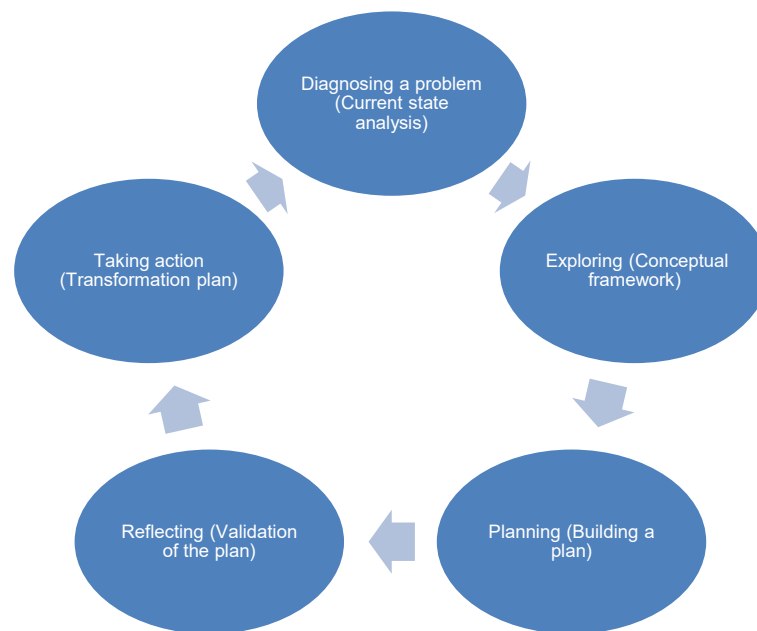 Diagnosing a problem
(Current state
analysis)
Exploring (Conceptual
framework)
Planning (Building a
plan)
Reflecting (Validation
of the plan)
Taking action
(Transformation plan)